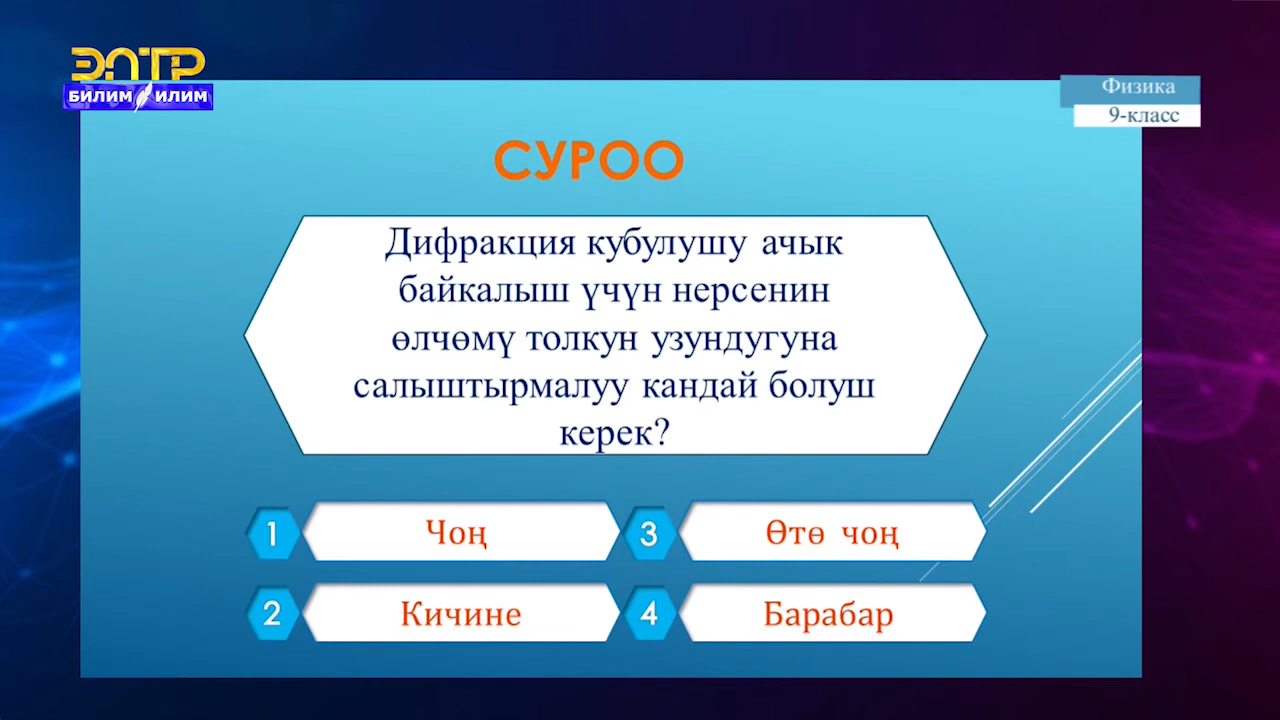 ЭЛТР
БИЛИМ ИЛИМ
Физика
9-класс
СУРОО
Дифракция кубулушу ачык
байкалыш үчүн нерсенин
өлчөмү толкун узундугуна
салыштырмалуу кандай болуш
керек?
1 Чоң
3 Өтө чоң
2 Кичине
4 Барабар